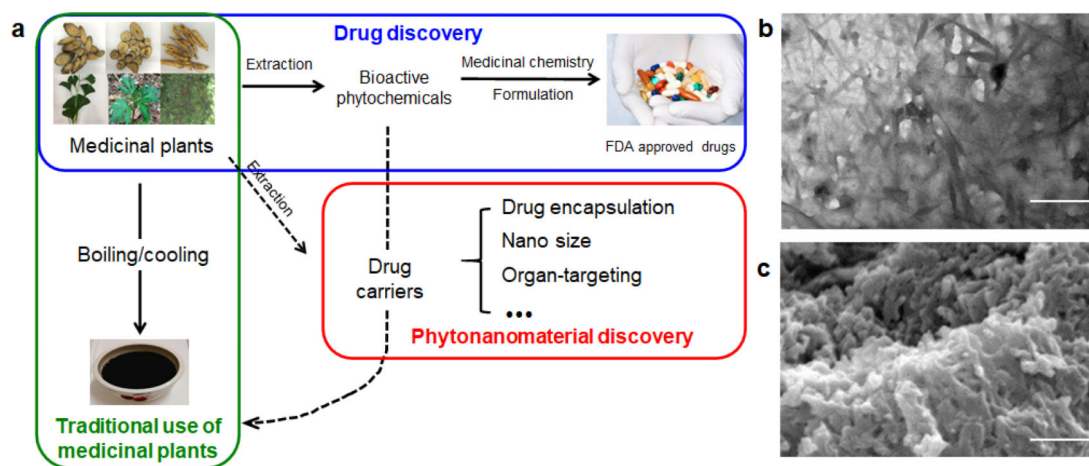 a
Drug discovery
Extraction
Bioactive
phytochemicals
Medicinal chemistry
Formulation
FDA approved drugs
Medicinal plants
Extraction
Boiling/cooling
Drug
carriers
Drug encapsulation
Nano size
Organ-targeting
...
Phytonanomaterial discovery
Traditional use of
medicinal plants
b
c